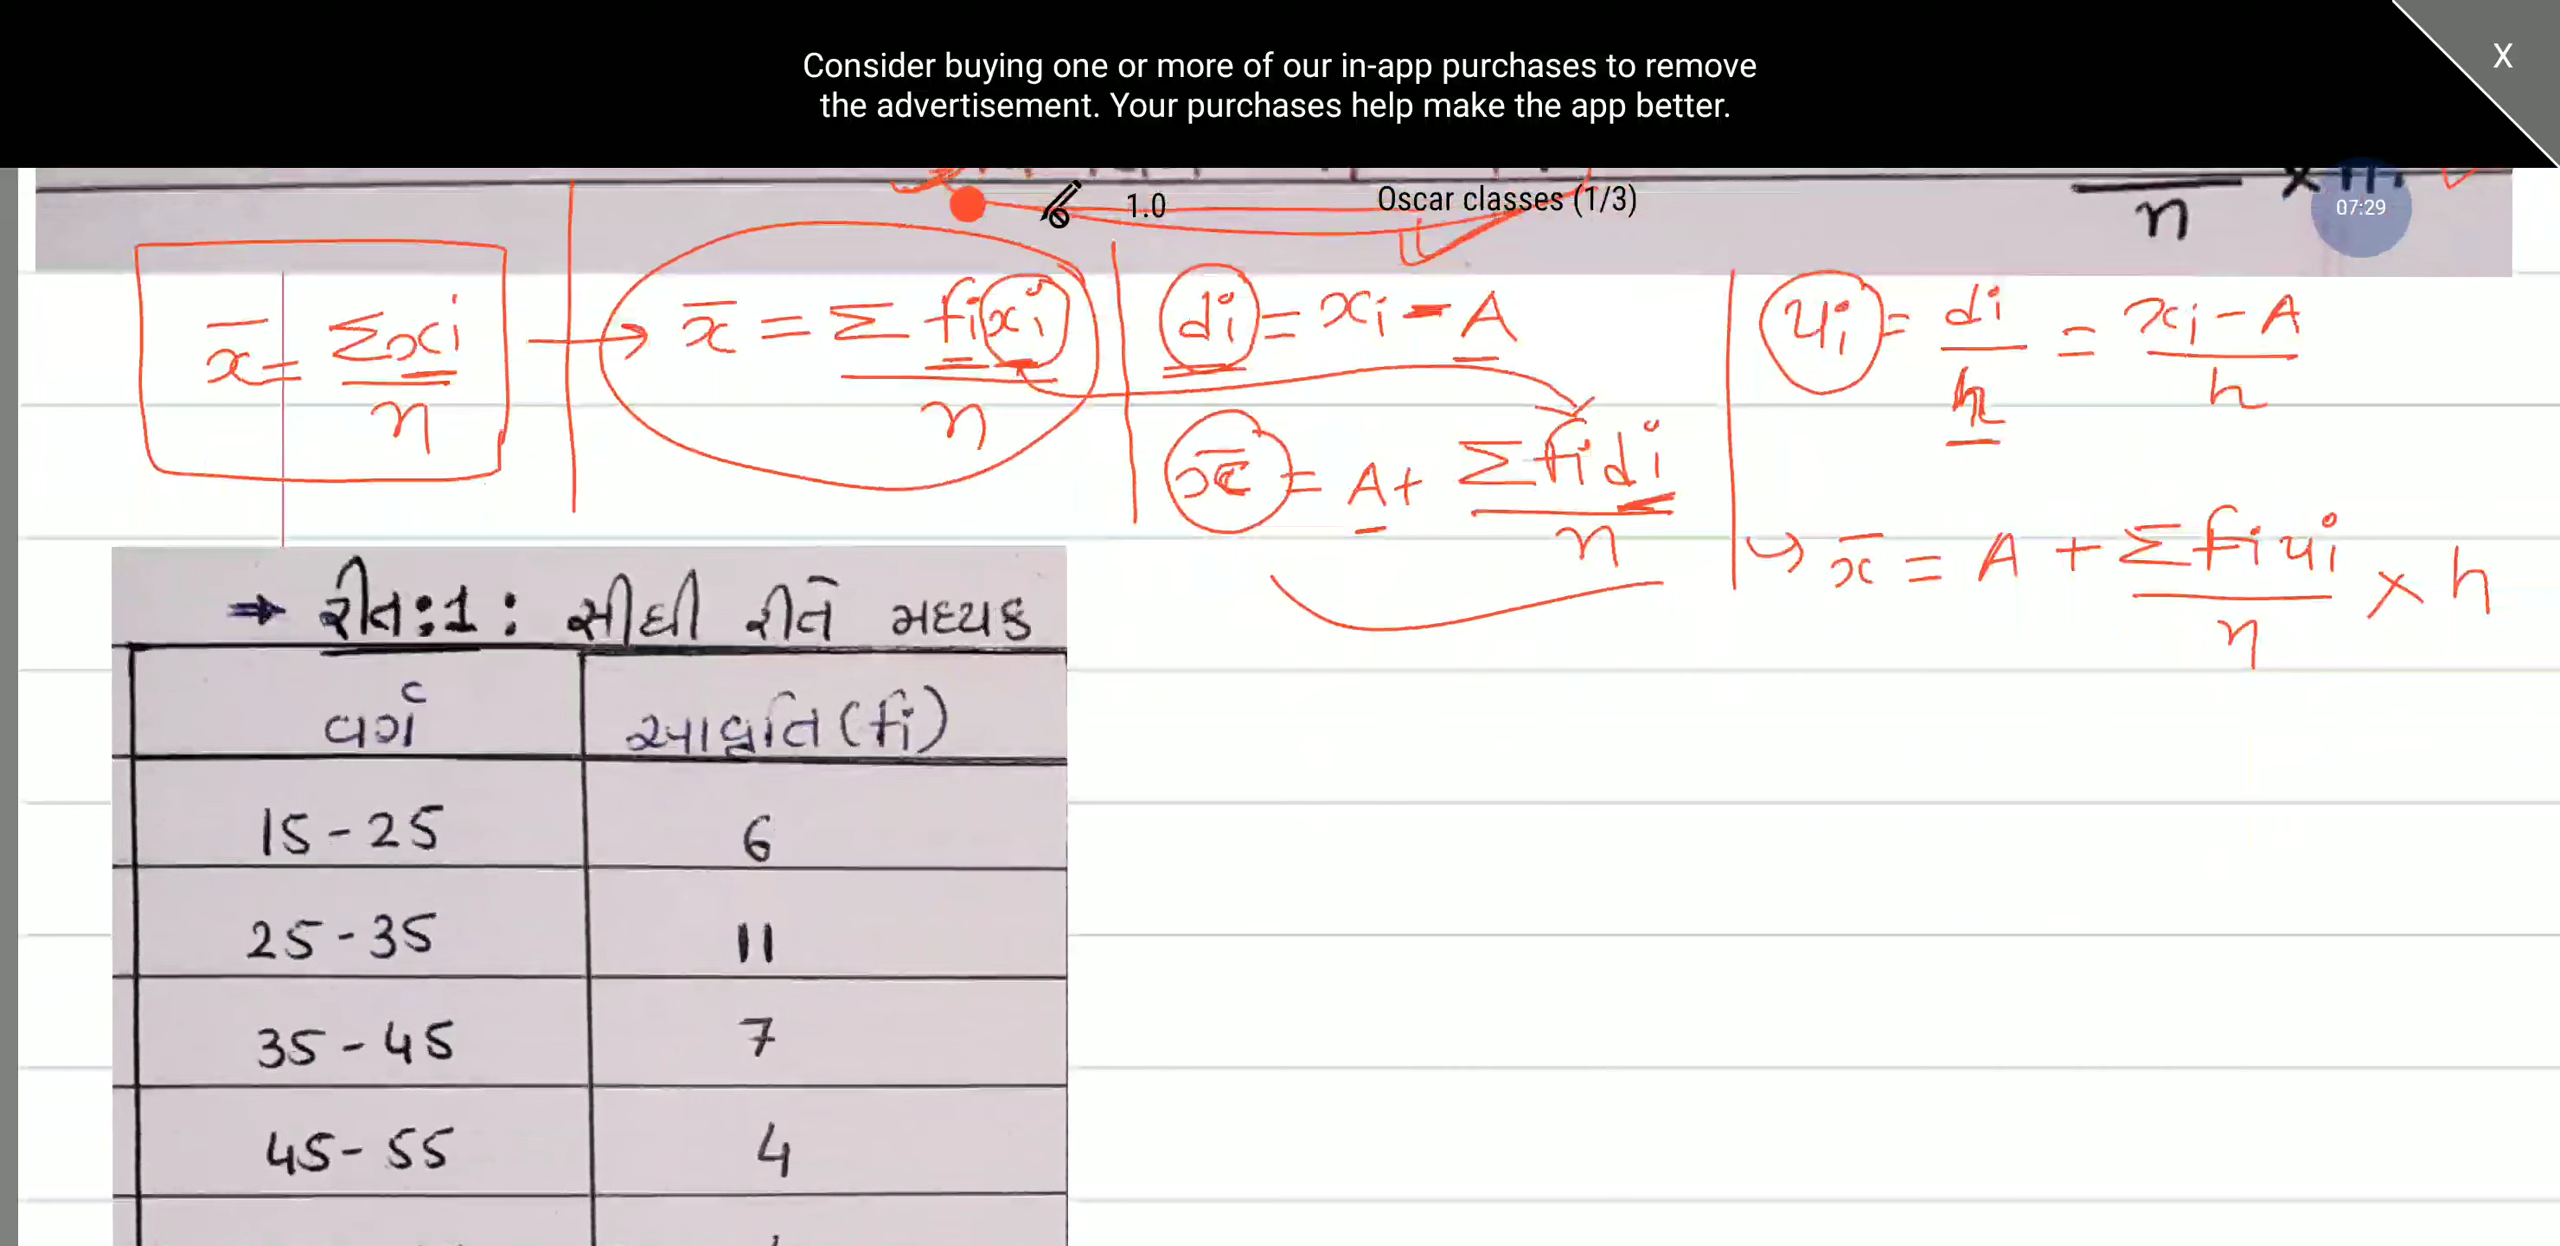 Consider buying one or more of our in-app purchases to remove
the advertisement. Your purchases help make the app better.
X
1.0
Oscar classes (1/3)
n
07:29
x̄ = Σxi / n
x̄ = Σ fixi / n
di = xi - A
ui = di / h = xi - A / h
x̄ = A + Σfidi / n
x̄ = A + Σfiui / n × h
⇒ રીત:1: સીધી રીતે મધ્યક
વર્ગ આવૃતિ (fi)
15-25 6
25-35 11
35-45 7
45-55 4